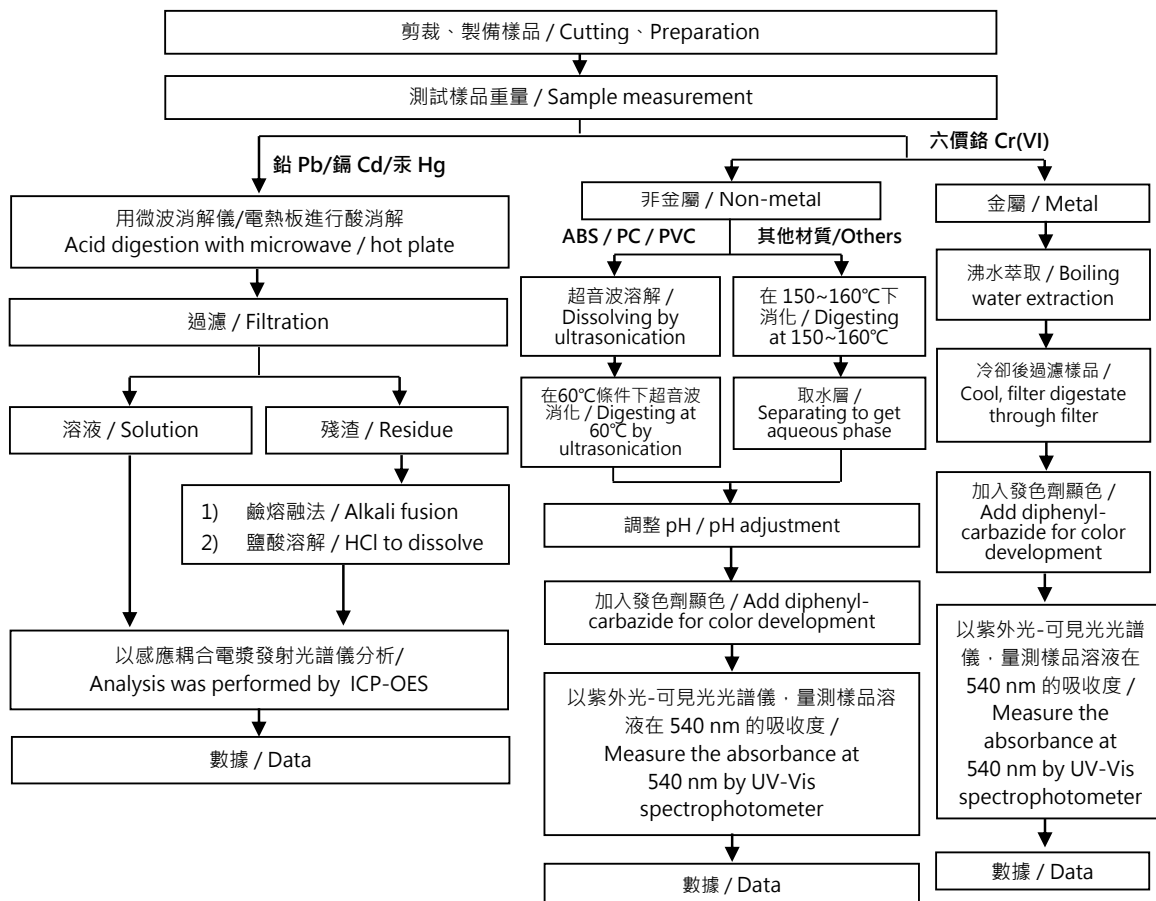 剪裁、製備樣品 / Cutting、Preparation
測試樣品重量 / Sample measurement
鉛 Pb/鎘 Cd/汞 Hg
用微波消解儀/電熱板進行酸消解
Acid digestion with microwave / hot plate
過濾 / Filtration
溶液 / Solution
殘渣 / Residue
1) 鹼熔融法 / Alkali fusion
2) 鹽酸溶解 / HCl to dissolve
以感應耦合電漿發射光譜儀分析/
Analysis was performed by ICP-OES
數據 / Data
六價鉻 Cr(VI)
非金屬 / Non-metal
ABS / PC / PVC
其他材質/Others
超音波溶解 /
Dissolving by
ultrasonication
在 150~160℃下
消化 / Digesting
at 150~160℃
在60℃條件下超音波
消化 / Digesting at
60℃ by
ultrasonication
取水層 /
Separating to get
aqueous phase
調整 pH / pH adjustment
加入發色劑顯色 / Add diphenyl-
carbazide for color development
以紫外光-可見光光譜儀，量測樣品溶
液在 540 nm 的吸收度 /
Measure the absorbance at
540 nm by UV-Vis
spectrophotometer
數據 / Data
金屬 / Metal
沸水萃取 / Boiling
water extraction
冷卻後過濾樣品 /
Cool, filter digestate
through filter
加入發色劑顯色 /
Add diphenyl-
carbazide for color
development
以紫外光-可見光光譜
儀，量測樣品溶液在
540 nm 的吸收度 /
Measure the
absorbance at
540 nm by UV-Vis
spectrophotometer
數據 / Data